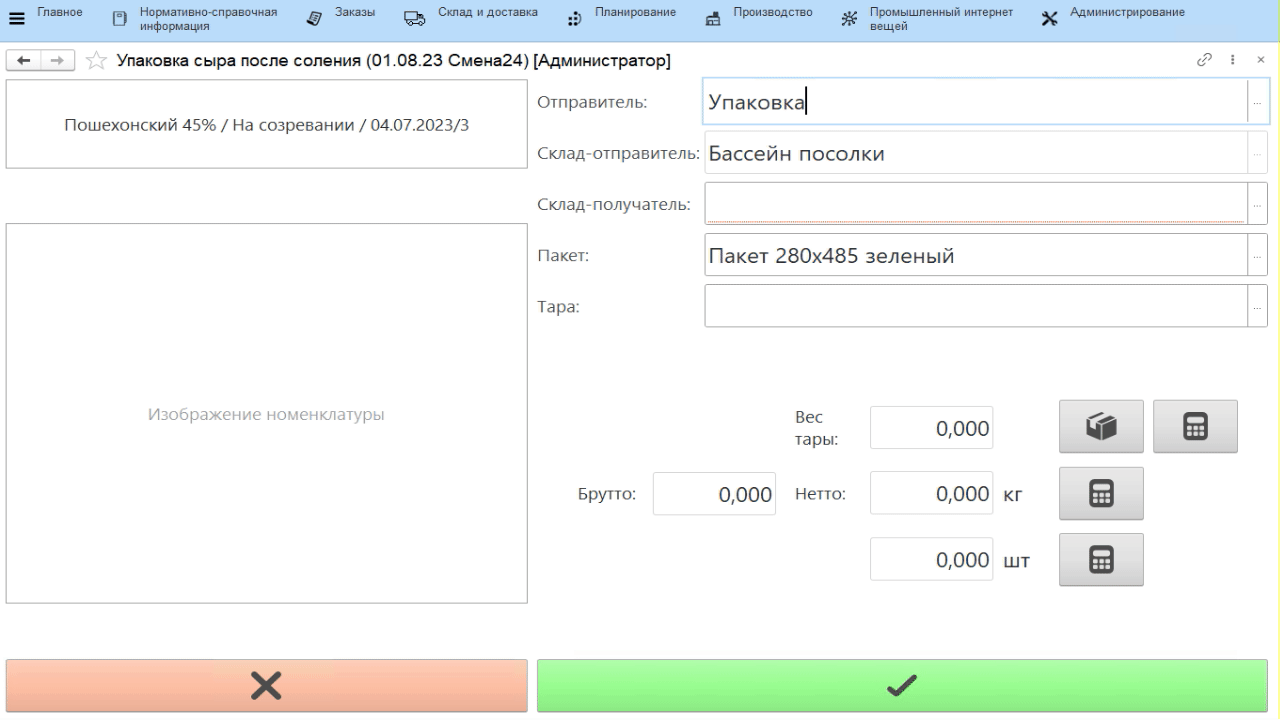 Главное
Нормативно-справочная
информация
Заказы
Склад и доставка
Планирование
Производство
Промышленный интернет
вещей
Администрирование
Упаковка сыра после соления (01.08.23 Смена24) [Администратор]
Пошехонский 45% / На созревании / 04.07.2023/3
Изображение номенклатуры
Отправитель: Упаковка ...
Склад-отправитель: Бассейн посолки ...
Склад-получатель: ...
Пакет: Пакет 280х485 зеленый ...
Тара: ...
Вес
тары: 0,000
Брутто: 0,000 Нетто: 0,000 кг
0,000 шт